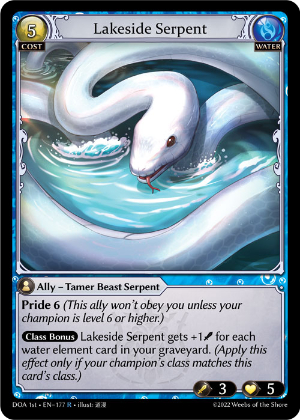 5
COST
Lakeside Serpent
WATER
Ally – Tamer Beast Serpent
Pride 6 (This ally won't obey you unless your
champion is level 6 or higher.)
Class Bonus Lakeside Serpent gets +1 for each
water element card in your graveyard. (Apply this
effect only if your champion's class matches this
card's class.)
3
5
DOA 1st • EN-177 R • illust: 道湛
©2022 Weebs of the Shore